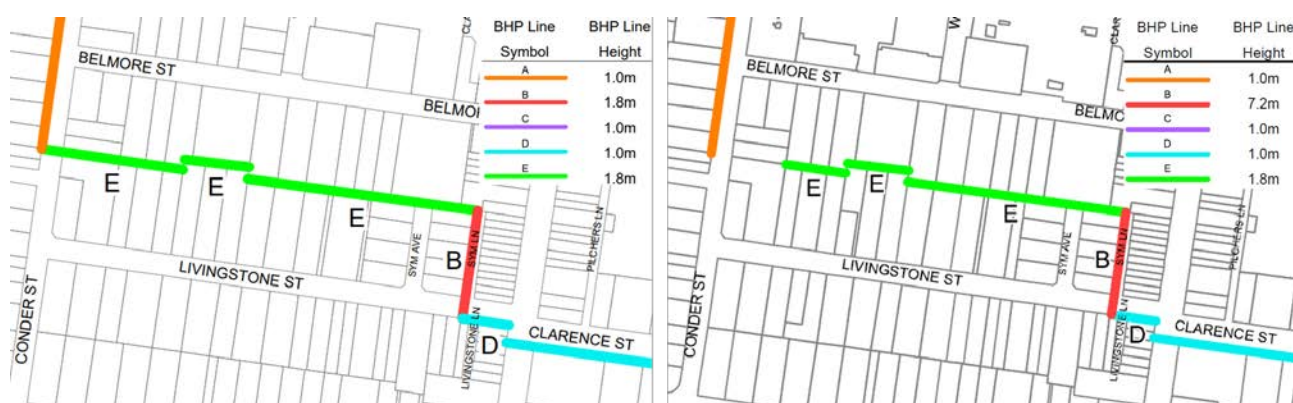 BHP Line BHP Line
Symbol Height
A 1.0m
B 1.8m
C 1.0m
D 1.0m
E 1.8m
BELMORE ST
E
E
E
B
SYM LN
SYM AVE
PILCHERS LN
LIVINGSTONE ST
CONDER ST
LIVINGSTONE LN
D
CLARENCE ST
BHP Line BHP Line
Symbol Height
A 1.0m
B 7.2m
C 1.0m
D 1.0m
E 1.8m
BELMORE ST
E
E
E
B
SYM LN
SYM AVE
PILCHERS LN
LIVINGSTONE ST
CONDER ST
LIVINGSTONE LN
D
CLARENCE ST